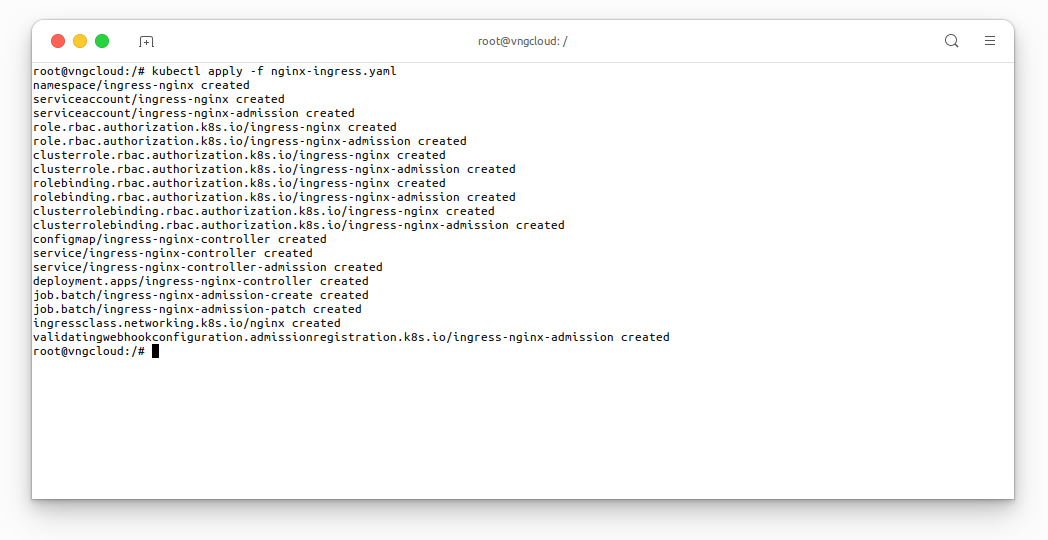 root@vngcloud: /
root@vngcloud:/# kubectl apply -f nginx-ingress.yaml
namespace/ingress-nginx created
serviceaccount/ingress-nginx created
serviceaccount/ingress-nginx-admission created
role.rbac.authorization.k8s.io/ingress-nginx created
role.rbac.authorization.k8s.io/ingress-nginx-admission created
clusterrole.rbac.authorization.k8s.io/ingress-nginx created
clusterrole.rbac.authorization.k8s.io/ingress-nginx-admission created
rolebinding.rbac.authorization.k8s.io/ingress-nginx created
rolebinding.rbac.authorization.k8s.io/ingress-nginx-admission created
clusterrolebinding.rbac.authorization.k8s.io/ingress-nginx created
clusterrolebinding.rbac.authorization.k8s.io/ingress-nginx-admission created
configmap/ingress-nginx-controller created
service/ingress-nginx-controller created
service/ingress-nginx-controller-admission created
deployment.apps/ingress-nginx-controller created
job.batch/ingress-nginx-admission-create created
job.batch/ingress-nginx-admission-patch created
ingressclass.networking.k8s.io/nginx created
validatingwebhookconfiguration.admissionregistration.k8s.io/ingress-nginx-admission created
root@vngcloud:/#